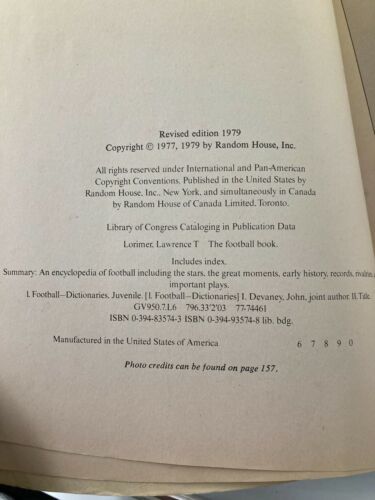 Revised edition 1979
Copyright © 1977, 1979 by Random House, Inc.
All rights reserved under International and Pan-American
Copyright Conventions. Published in the United States by
Random House, Inc., New York, and simultaneously in Canada
by Random House of Canada Limited, Toronto.
Library of Congress Cataloging in Publication Data
Lorimer, Lawrence T The football book.
Includes index.
Summary: An encyclopedia of football including the stars, the great moments, early history, records, rivalries,
important plays.
1. Football—Dictionaries, Juvenile. [1. Football—Dictionaries] I. Devaney, John, joint author. II. Title.
GV950.7.L6 796.33'2'03 77-74461
ISBN 0-394-83574-3 ISBN 0-394-93574-8 lib. bdg.
Manufactured in the United States of America 6 7 8 9 0
Photo credits can be found on page 157.